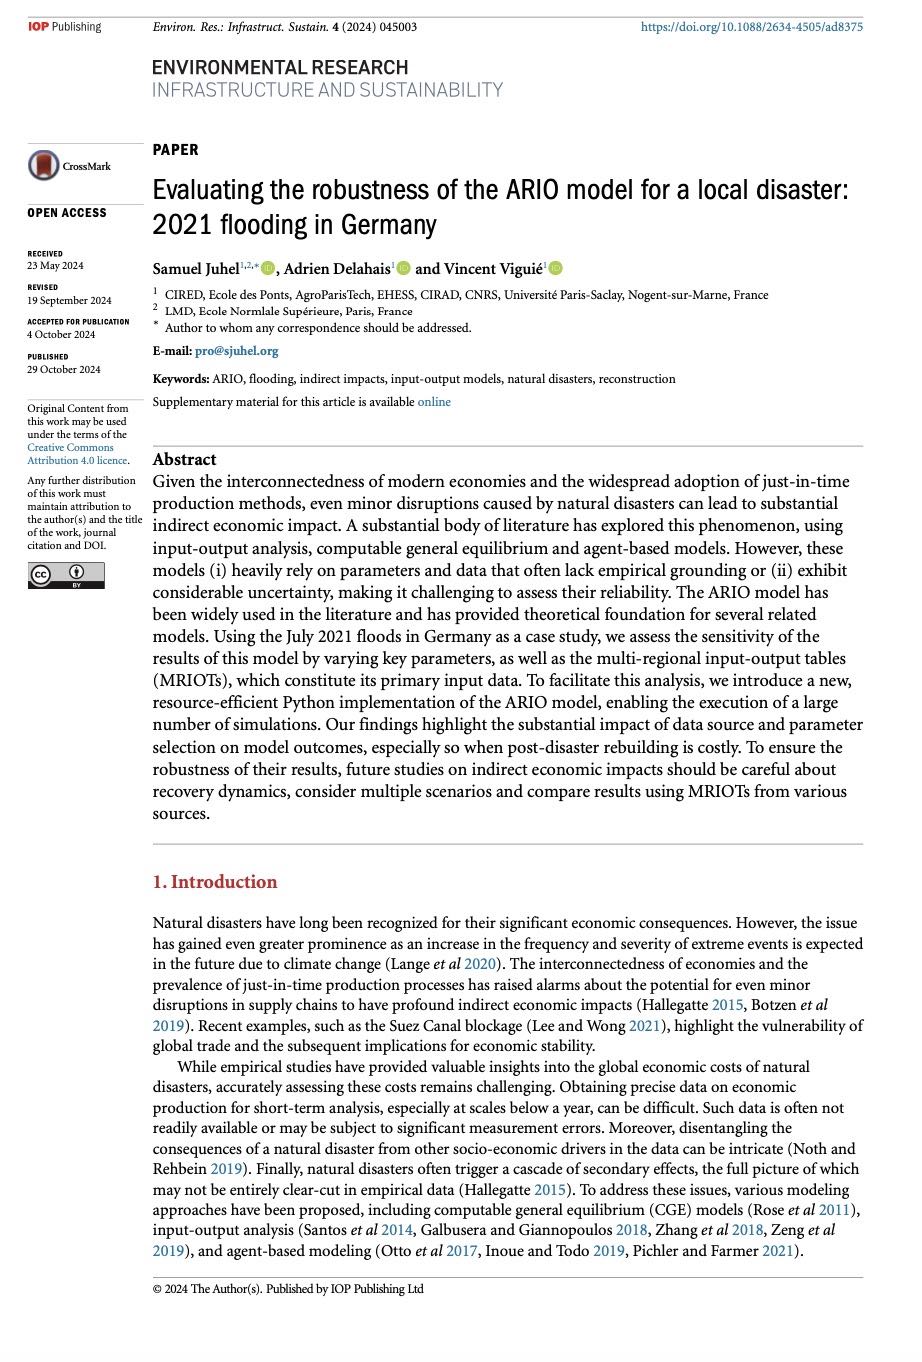 IOP Publishing
Environ. Res.: Infrastruct. Sustain. 4 (2024) 045003
https://doi.org/10.1088/2634-4505/ad8375
ENVIRONMENTAL RESEARCH
INFRASTRUCTURE AND SUSTAINABILITY
CrossMark
OPEN ACCESS
RECEIVED
23 May 2024
REVISED
19 September 2024
ACCEPTED FOR PUBLICATION
4 October 2024
PUBLISHED
29 October 2024
Original Content from
this work may be used
under the terms of the
Creative Commons
Attribution 4.0 licence.
Any further distribution
of this work must
maintain attribution to
the author(s) and the title
of the work, journal
citation and DOI.
cc
BY
PAPER
Evaluating the robustness of the ARIO model for a local disaster:
2021 flooding in Germany
Samuel Juhel1,2,* iD, Adrien Delahais1 iD and Vincent Viguié1 iD
1 CIRED, Ecole des Ponts, AgroParisTech, EHESS, CIRAD, CNRS, Université Paris-Saclay, Nogent-sur-Marne, France
2 LMD, Ecole Normlale Supérieure, Paris, France
* Author to whom any correspondence should be addressed.
E-mail: pro@sjuhel.org
Keywords: ARIO, flooding, indirect impacts, input-output models, natural disasters, reconstruction
Supplementary material for this article is available online
Abstract
Given the interconnectedness of modern economies and the widespread adoption of just-in-time
production methods, even minor disruptions caused by natural disasters can lead to substantial
indirect economic impact. A substantial body of literature has explored this phenomenon, using
input-output analysis, computable general equilibrium and agent-based models. However, these
models (i) heavily rely on parameters and data that often lack empirical grounding or (ii) exhibit
considerable uncertainty, making it challenging to assess their reliability. The ARIO model has
been widely used in the literature and has provided theoretical foundation for several related
models. Using the July 2021 floods in Germany as a case study, we assess the sensitivity of the
results of this model by varying key parameters, as well as the multi-regional input-output tables
(MRIOTs), which constitute its primary input data. To facilitate this analysis, we introduce a new,
resource-efficient Python implementation of the ARIO model, enabling the execution of a large
number of simulations. Our findings highlight the substantial impact of data source and parameter
selection on model outcomes, especially so when post-disaster rebuilding is costly. To ensure the
robustness of their results, future studies on indirect economic impacts should be careful about
recovery dynamics, consider multiple scenarios and compare results using MRIOTs from various
sources.
1. Introduction
Natural disasters have long been recognized for their significant economic consequences. However, the issue
has gained even greater prominence as an increase in the frequency and severity of extreme events is expected
in the future due to climate change (Lange et al 2020). The interconnectedness of economies and the
prevalence of just-in-time production processes has raised alarms about the potential for even minor
disruptions in supply chains to have profound indirect economic impacts (Hallegatte 2015, Botzen et al
2019). Recent examples, such as the Suez Canal blockage (Lee and Wong 2021), highlight the vulnerability of
global trade and the subsequent implications for economic stability.
While empirical studies have provided valuable insights into the global economic costs of natural
disasters, accurately assessing these costs remains challenging. Obtaining precise data on economic
production for short-term analysis, especially at scales below a year, can be difficult. Such data is often not
readily available or may be subject to significant measurement errors. Moreover, disentangling the
consequences of a natural disaster from other socio-economic drivers in the data can be intricate (Noth and
Rehbein 2019). Finally, natural disasters often trigger a cascade of secondary effects, the full picture of which
may not be entirely clear-cut in empirical data (Hallegatte 2015). To address these issues, various modeling
approaches have been proposed, including computable general equilibrium (CGE) models (Rose et al 2011),
input-output analysis (Santos et al 2014, Galbusera and Giannopoulos 2018, Zhang et al 2018, Zeng et al
2019), and agent-based modeling (Otto et al 2017, Inoue and Todo 2019, Pichler and Farmer 2021).
© 2024 The Author(s). Published by IOP Publishing Ltd